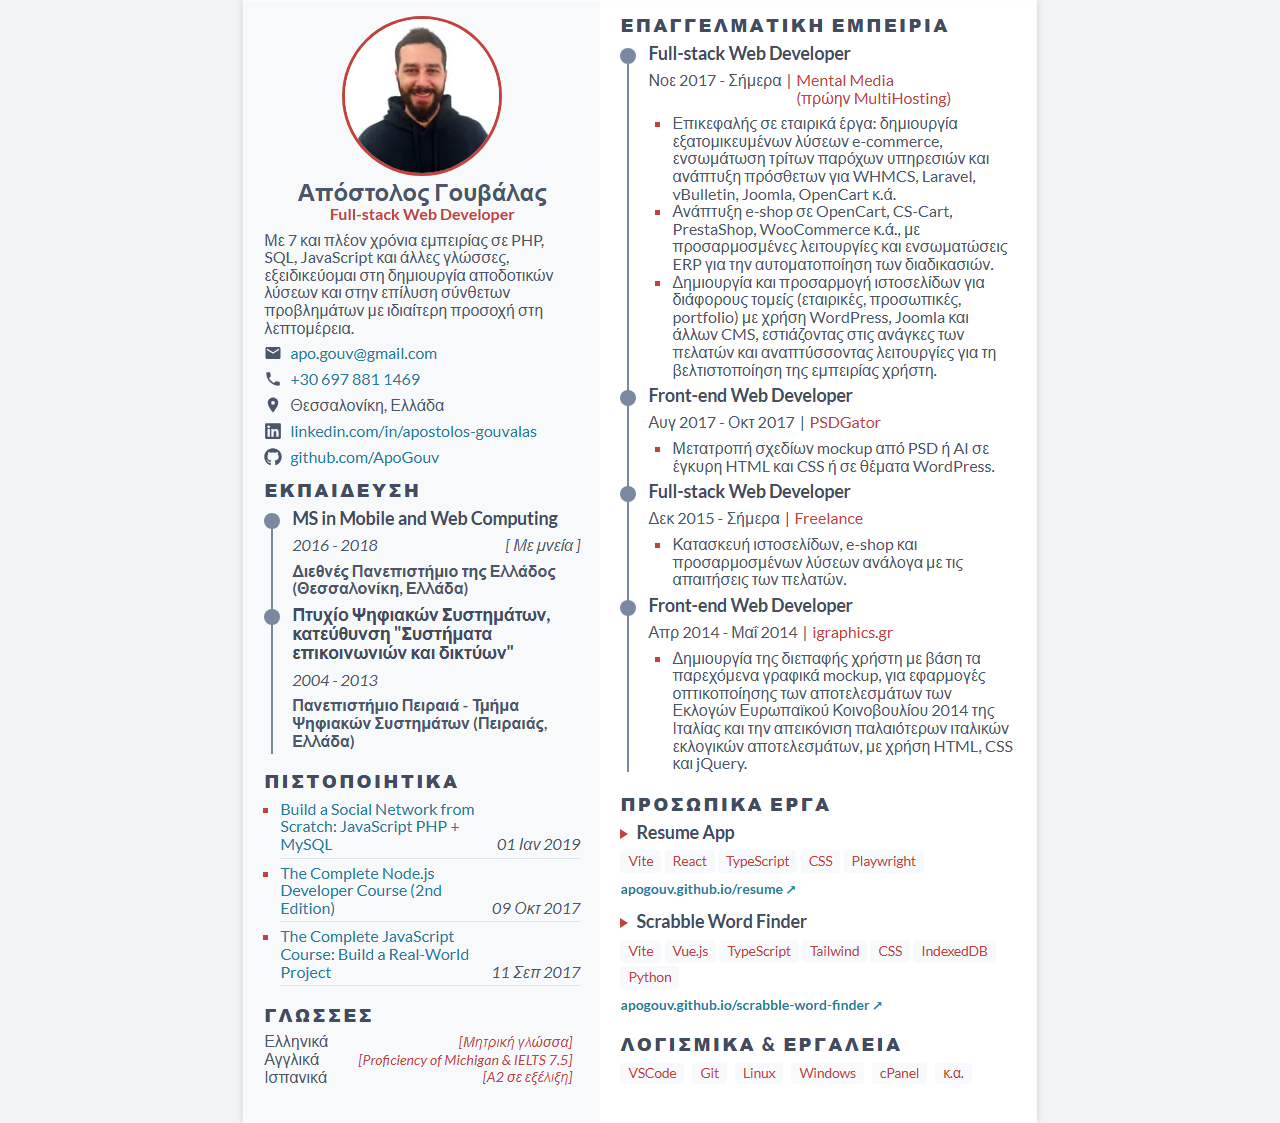 Απόστολος Γουβάλας
Full-stack Web Developer
Με 7 και πλέον χρόνια εμπειρίας σε PHP,
SQL, JavaScript και άλλες γλώσσες,
εξειδικεύομαι στη δημιουργία αποδοτικών
λύσεων και στην επίλυση σύνθετων
προβλημάτων με ιδιαίτερη προσοχή στη
λεπτομέρεια.
apo.gouv@gmail.com
+30 697 881 1469
Θεσσαλονίκη, Ελλάδα
linkedin.com/in/apostolos-gouvalas
github.com/ApoGouv
ΕΚΠΑΙΔΕΥΣΗ
MS in Mobile and Web Computing
2016 - 2018 [ Με μνεία ]
Διεθνές Πανεπιστήμιο της Ελλάδος
(Θεσσαλονίκη, Ελλάδα)
Πτυχίο Ψηφιακών Συστημάτων,
κατεύθυνση "Συστήματα
επικοινωνιών και δικτύων"
2004 - 2013
Πανεπιστήμιο Πειραιά - Τμήμα
Ψηφιακών Συστημάτων (Πειραιάς,
Ελλάδα)
ΠΙΣΤΟΠΟΙΗΤΙΚΑ
Build a Social Network from
Scratch: JavaScript PHP +
MySQL 01 Ιαν 2019
The Complete Node.js
Developer Course (2nd
Edition) 09 Οκτ 2017
The Complete JavaScript
Course: Build a Real-World
Project 11 Σεπ 2017
ΓΛΩΣΣΕΣ
Ελληνικά [Μητρική γλώσσα]
Αγγλικά [Proficiency of Michigan & IELTS 7.5]
Ισπανικά [A2 σε εξέλιξη]
ΕΠΑΓΓΕΛΜΑΤΙΚΗ ΕΜΠΕΙΡΙΑ
Full-stack Web Developer
Νοε 2017 - Σήμερα | Mental Media
(πρώην MultiHosting)
Επικεφαλής σε εταιρικά έργα: δημιουργία
εξατομικευμένων λύσεων e-commerce,
ενσωμάτωση τρίτων παρόχων υπηρεσιών και
ανάπτυξη πρόσθετων για WHMCS, Laravel,
vBulletin, Joomla, OpenCart κ.ά.
Ανάπτυξη e-shop σε OpenCart, CS-Cart,
PrestaShop, WooCommerce κ.ά., με
προσαρμοσμένες λειτουργίες και ενσωματώσεις
ERP για την αυτοματοποίηση των διαδικασιών.
Δημιουργία και προσαρμογή ιστοσελίδων για
διάφορους τομείς (εταιρικές, προσωπικές,
portfolio) με χρήση WordPress, Joomla και
άλλων CMS, εστιάζοντας στις ανάγκες των
πελατών και αναπτύσσοντας λειτουργίες για τη
βελτιστοποίηση της εμπειρίας χρήστη.
Front-end Web Developer
Αυγ 2017 - Οκτ 2017 | PSDGator
Μετατροπή σχεδίων mockup από PSD ή AI σε
έγκυρη HTML και CSS ή σε θέματα WordPress.
Full-stack Web Developer
Δεκ 2015 - Σήμερα | Freelance
Κατασκευή ιστοσελίδων, e-shop και
προσαρμοσμένων λύσεων ανάλογα με τις
απαιτήσεις των πελατών.
Front-end Web Developer
Απρ 2014 - Μαΐ 2014 | igraphics.gr
Δημιουργία της διεπαφής χρήστη με βάση τα
παρεχόμενα γραφικά mockup, για εφαρμογές
οπτικοποίησης των αποτελεσμάτων των
Εκλογών Ευρωπαϊκού Κοινοβουλίου 2014 της
Ιταλίας και την απεικόνιση παλαιότερων ιταλικών
εκλογικών αποτελεσμάτων, με χρήση HTML, CSS
και jQuery.
ΠΡΟΣΩΠΙΚΑ ΕΡΓΑ
Resume App
Vite React TypeScript CSS Playwright
apogouv.github.io/resume ↗
Scrabble Word Finder
Vite Vue.js TypeScript Tailwind CSS IndexedDB
Python
apogouv.github.io/scrabble-word-finder ↗
ΛΟΓΙΣΜΙΚΑ & ΕΡΓΑΛΕΙΑ
VSCode Git Linux Windows cPanel κ.α.